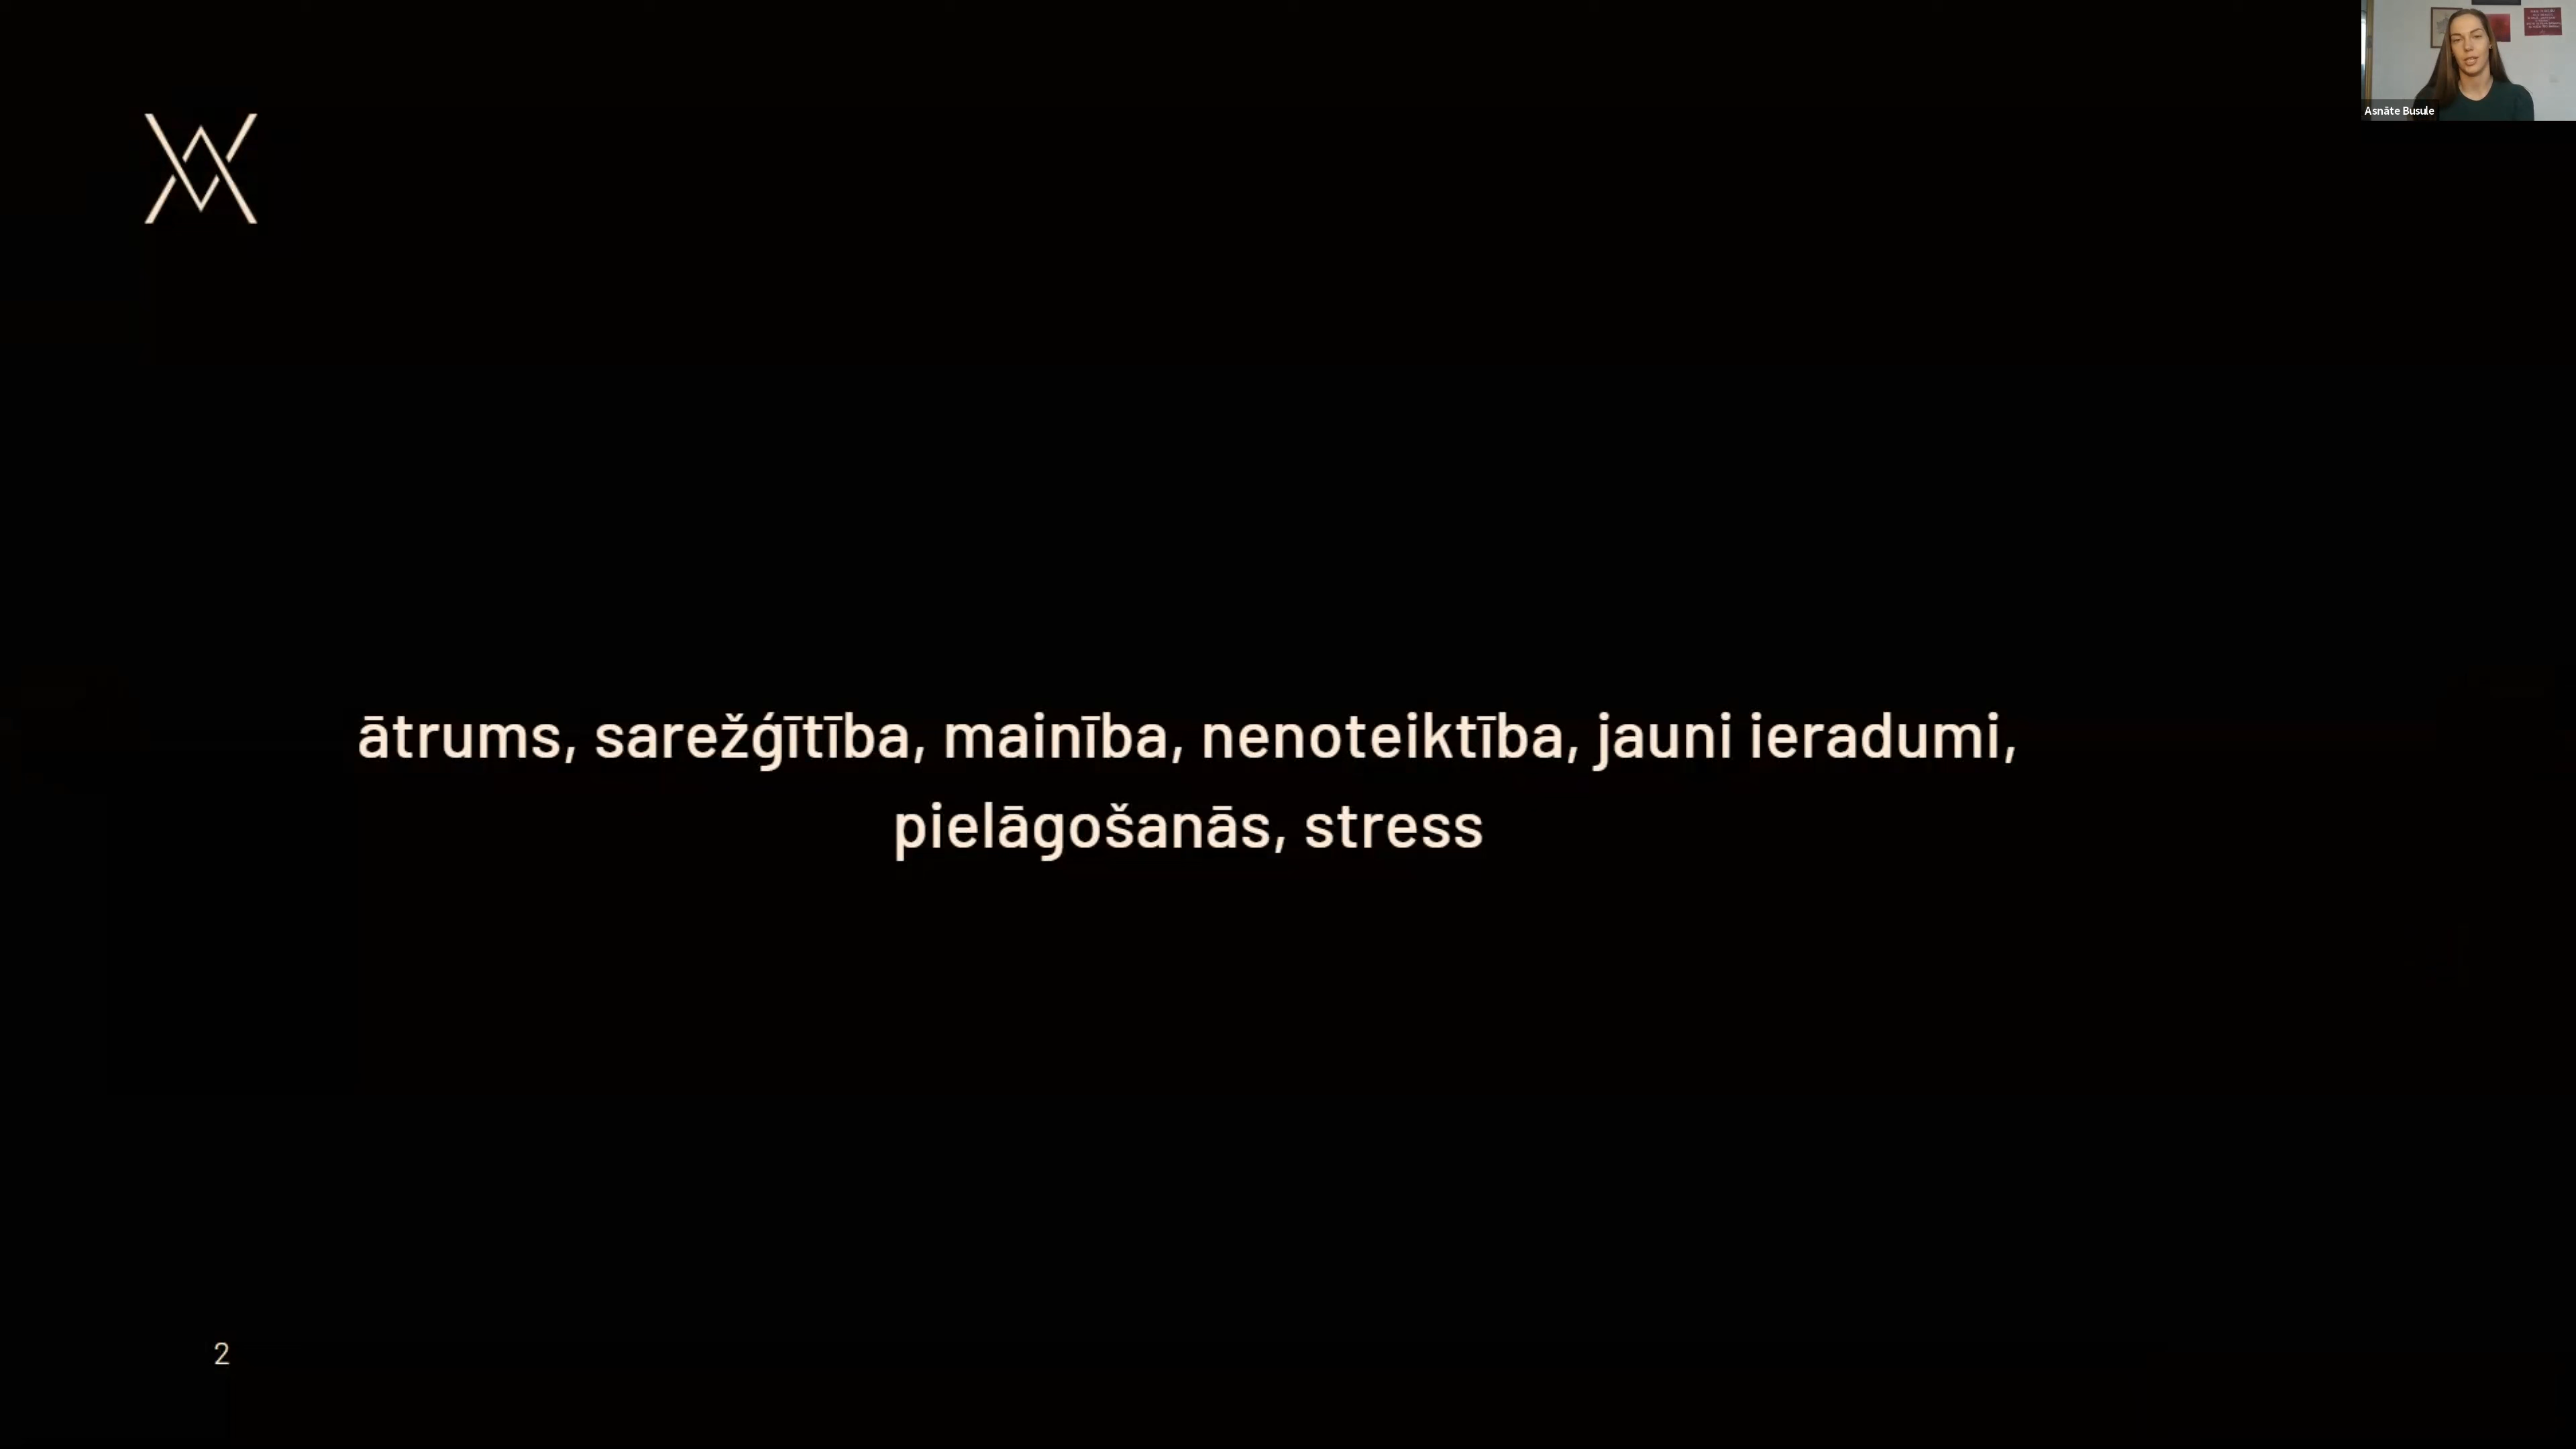 Asnāte Busule
ātrums, sarežģītība, mainība, nenoteiktība, jauni ieradumi,
pielāgošanās, stress
2